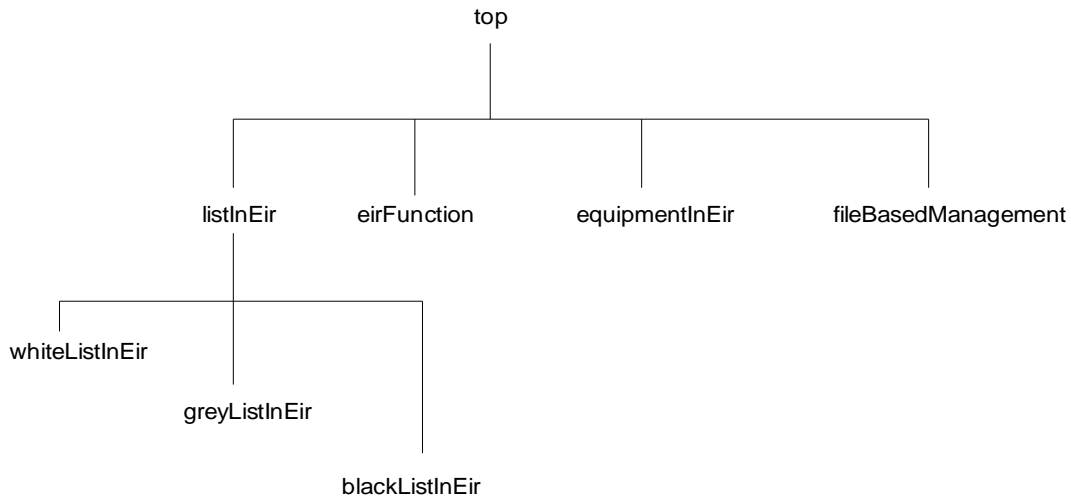 top
listInEir
eirFunction
equipmentInEir
fileBasedManagement
whiteListInEir
greyListInEir
blackListInEir